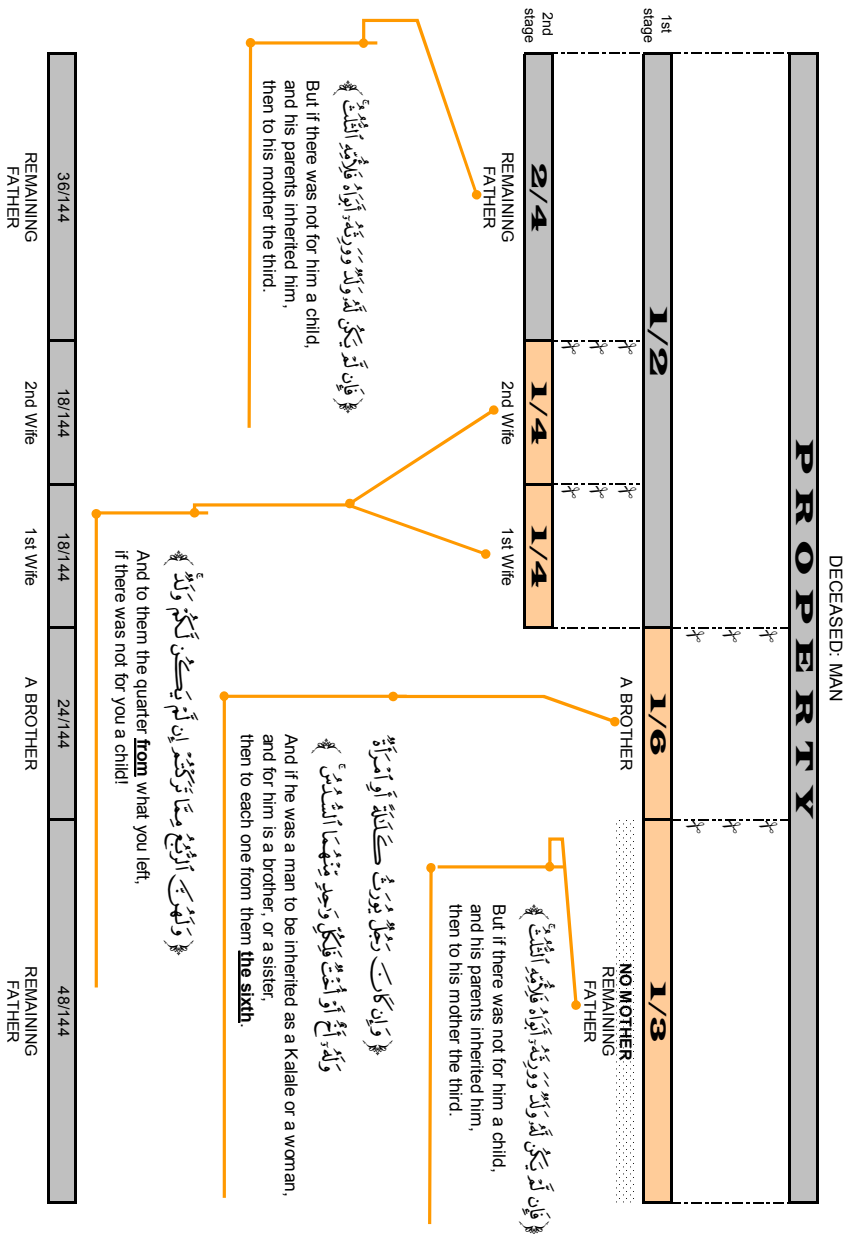 DECEASED: MAN
PROPERTY
1st
stage
1/2
1/6
1/3
A BROTHER
NO MOTHER
REMAINING
FATHER
2nd
stage
2/4
1/4
1/4
REMAINING
FATHER
2nd Wife
1st Wife
﴿ فَإِن لَّمْ يَكُن لَّهُۥ وَلَدٌ وَوَرِثَهُۥٓ أَبَوَاهُ فَلِأُمِّهِ ٱلثُّلُثُ ۚ ﴾
But if there was not for him a child,
and his parents inherited him,
then to his mother the third.
﴿ وَإِن كَانَ رَجُلٌ يُورَثُ كَلَـٰلَةً أَوِ ٱمْرَأَةٌ
وَلَهُۥٓ أَخٌ أَوْ أُخْتٌ فَلِكُلِّ وَٰحِدٍ مِّنْهُمَا ٱلسُّدُسُ ۚ ﴾
And if he was a man to be inherited as a Kalale or a woman,
and for him is a brother, or a sister,
then to each one from them the sixth.
﴿ فَإِن لَّمْ يَكُن لَّهُۥ وَلَدٌ وَوَرِثَهُۥٓ أَبَوَاهُ فَلِأُمِّهِ ٱلثُّلُثُ ۚ ﴾
But if there was not for him a child,
and his parents inherited him,
then to his mother the third.
﴿ وَلَهُنَّ ٱلرُّبُعُ مِمَّا تَرَكْتُمْ إِن لَّمْ يَكُن لَّكُمْ وَلَدٌ ۚ ﴾
And to them the quarter from what you left,
if there was not for you a child!
36/144
18/144
18/144
24/144
48/144
REMAINING
FATHER
2nd Wife
1st Wife
A BROTHER
REMAINING
FATHER